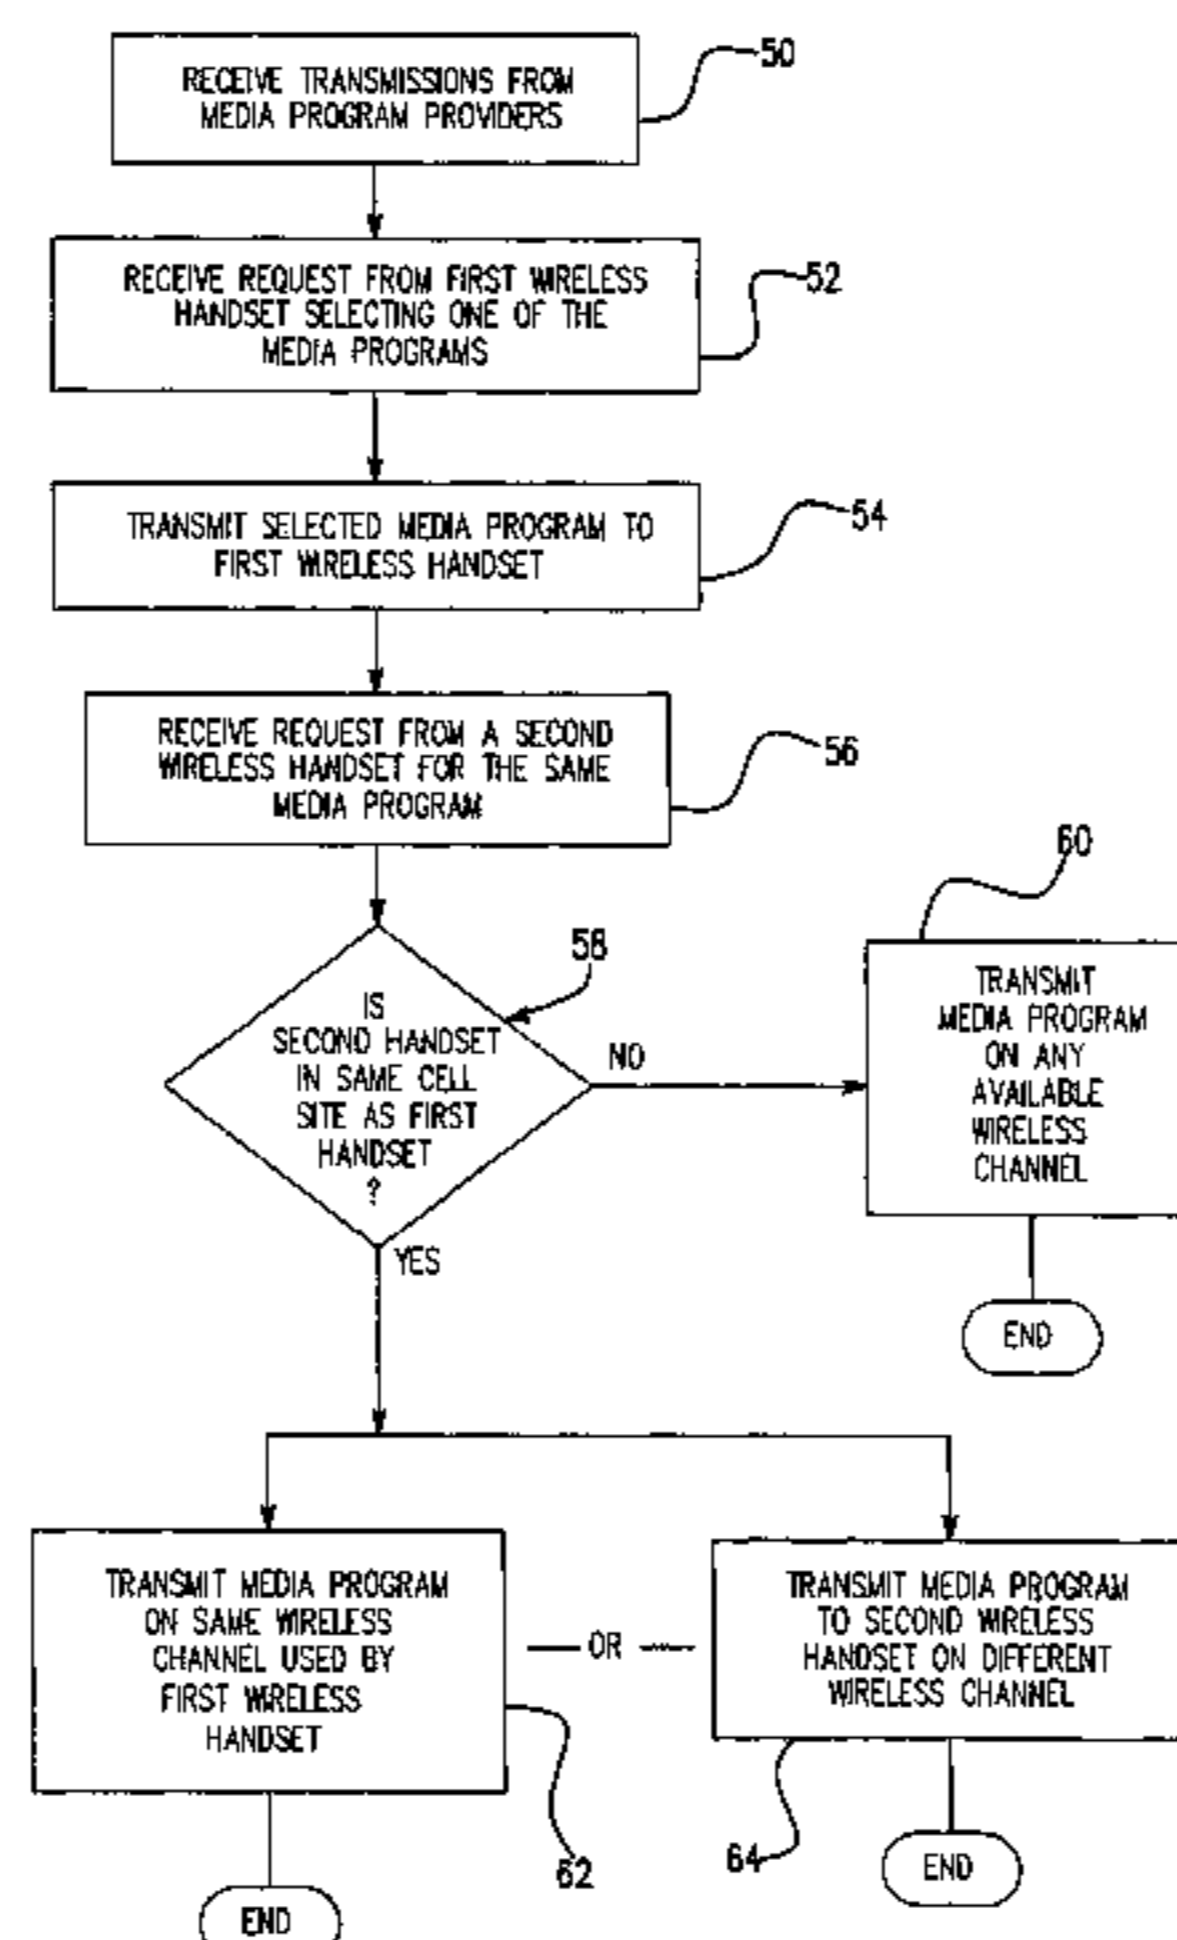 RECEIVE TRANSMISSIONS FROM
MEDIA PROGRAM PROVIDERS
50
RECEIVE REQUEST FROM FIRST WIRELESS
HANDSET SELECTING ONE OF THE
MEDIA PROGRAMS
52
TRANSMIT SELECTED MEDIA PROGRAM TO
FIRST WIRELESS HANDSET
54
RECEIVE REQUEST FROM A SECOND
WIRELESS HANDSET FOR THE SAME
MEDIA PROGRAM
56
58
IS
SECOND HANDSET
IN SAME CELL
SITE AS FIRST
HANDSET
?
NO
YES
60
TRANSMIT
MEDIA PROGRAM
ON ANY
AVAILABLE
WIRELESS
CHANNEL
END
TRANSMIT MEDIA PROGRAM
ON SAME WIRELESS
CHANNEL USED BY
FIRST WIRELESS
HANDSET
62
END
OR
TRANSMIT MEDIA PROGRAM
TO SECOND WIRELESS
HANDSET ON DIFFERENT
WIRELESS CHANNEL
64
END